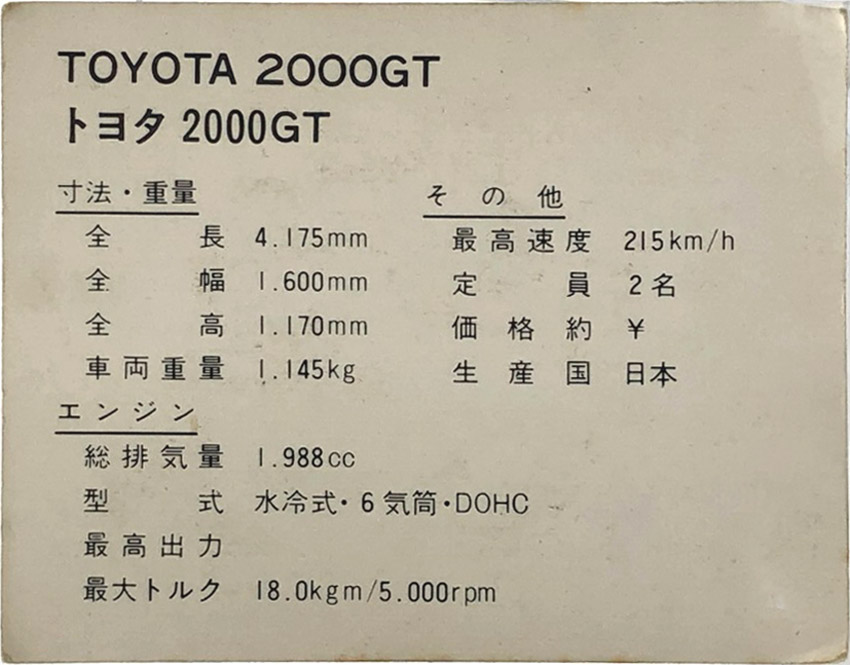 TOYOTA 2000GT
トヨタ 2000GT
寸法・重量
全長 4.175mm
全幅 1.600mm
全高 1.170mm
車両重量 1.145kg
エンジン
総排気量 1.988cc
型式 水冷式・6気筒・DOHC
最高出力
最大トルク 18.0kgm/5.000rpm
その他
最高速度 215km/h
定員 2名
価格約 ¥
生産国 日本